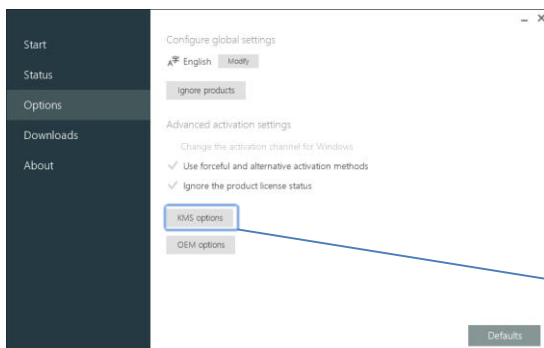 Start
Status
Options
Downloads
About
Configure global settings
English Modify
Ignore products
Advanced activation settings
Change the activation channel for Windows
Use forceful and alternative activation methods
Ignore the product license status
KMS options
OEM options
Defaults